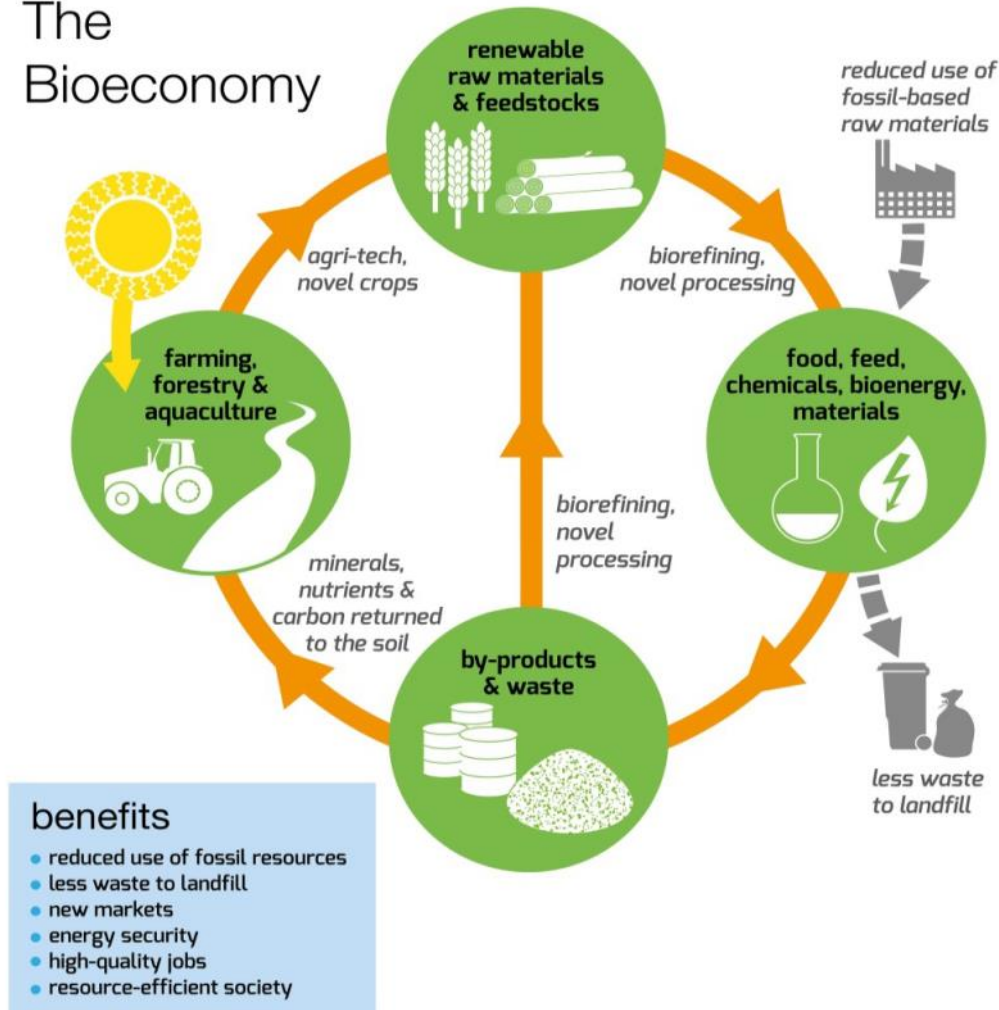 The
Bioeconomy
renewable
raw materials
& feedstocks
reduced use of
fossil-based
raw materials
agri-tech,
novel crops
biorefining,
novel processing
farming,
forestry &
aquaculture
food, feed,
chemicals, bioenergy,
materials
biorefining,
novel
processing
minerals,
nutrients &
carbon returned
to the soil
by-products
& waste
less waste
to landfill
benefits
• reduced use of fossil resources
• less waste to landfill
• new markets
• energy security
• high-quality jobs
• resource-efficient society